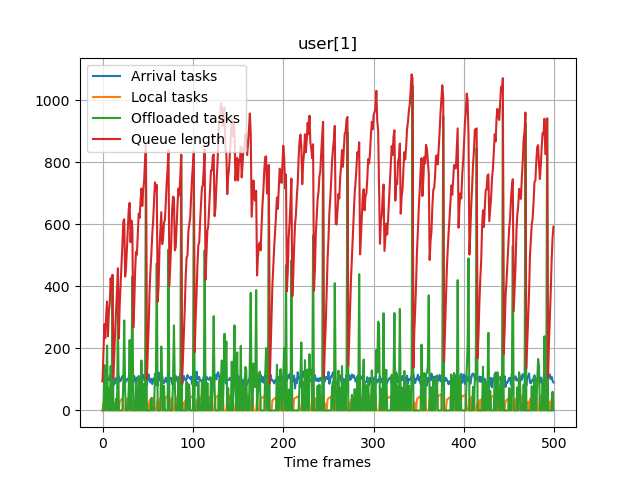 user[1]
Arrival tasks
Local tasks
Offloaded tasks
Queue length
1000
800
600
400
200
0
0 100 200 300 400 500
Time frames